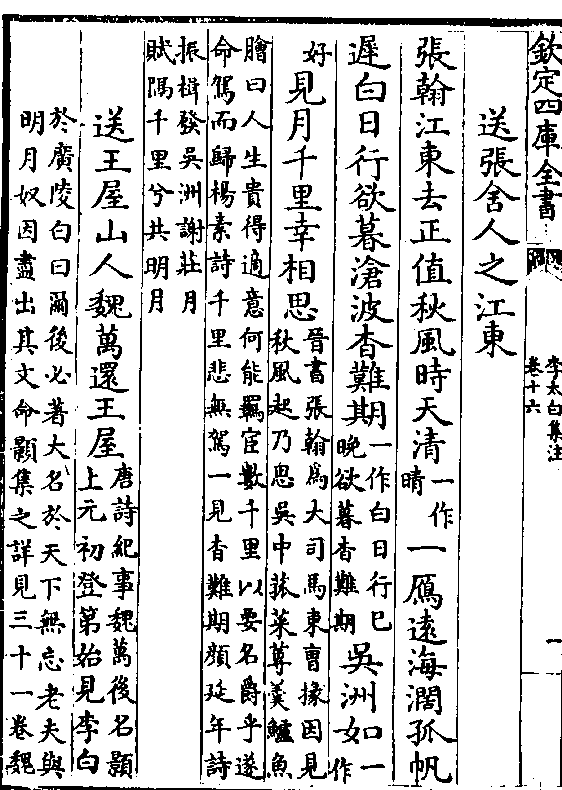 欽定四庫全書
李太白集注
卷十六
一
送張舍人之江東
張翰江東去正值秋風時天清一作晴一鴈遠海濶孤帆
遲白日行欲暮滄波杳難期一作白日行巳晚欲暮杳難期吳洲如一作
好見月千里幸相思晉書張翰爲大司馬東曹掾因見
秋風起乃思吳中菰菜蓴羹鱸魚
膾曰人生貴得適意何能羈宦數千里以要名爵乎遂
命駕而歸楊素詩千里悲無駕一見杳難期顔延年詩
振楫發吳洲謝莊月
賦隔千里兮共明月
送王屋山人魏萬還王屋唐詩紀事魏萬後名顥
上元初登第始見李白
於廣陵白曰爾後必著大名於天下無忘老夫與
明月奴因盡出其文命顥集之詳見三十一卷魏